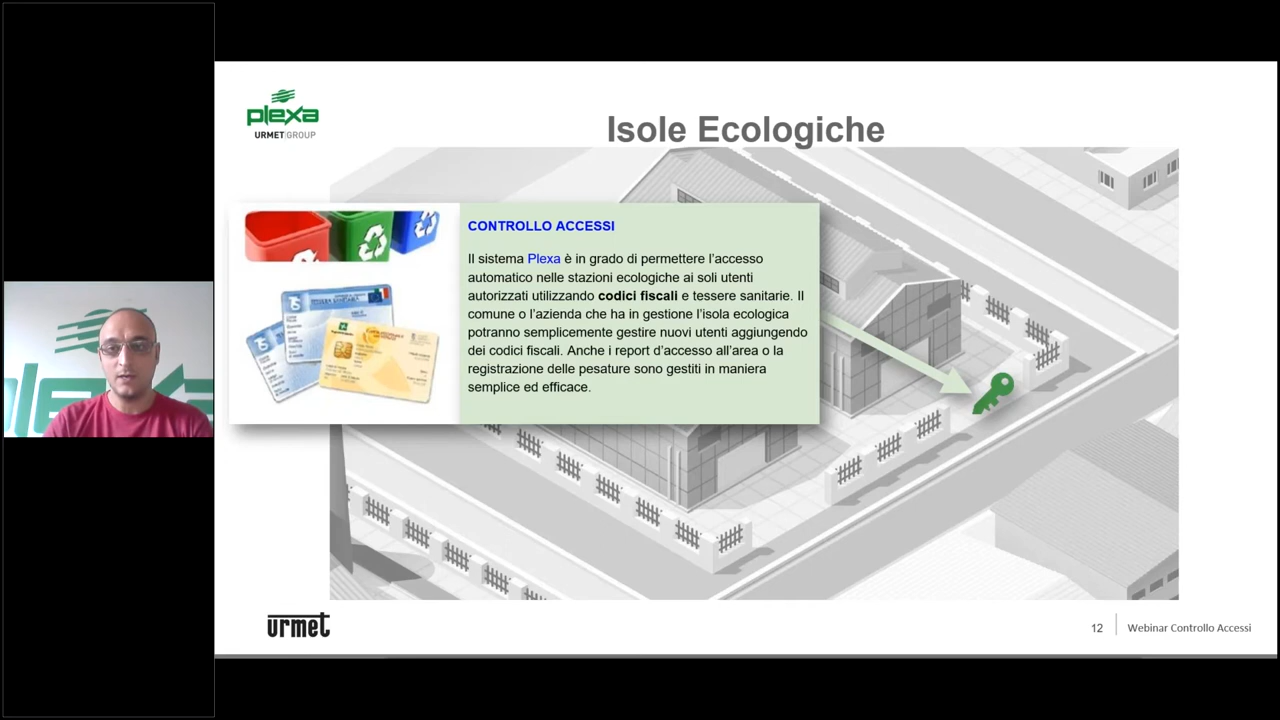 plexa
URMET GROUP
Isole Ecologiche
CONTROLLO ACCESSI
Il sistema Plexa è in grado di permettere l'accesso
automatico nelle stazioni ecologiche ai soli utenti
autorizzati utilizzando codici fiscali e tessere sanitarie. Il
comune o l'azienda che ha in gestione l'isola ecologica
potranno semplicemente gestire nuovi utenti aggiungendo
dei codici fiscali. Anche i report d'accesso all'area o la
registrazione delle pesature sono gestiti in maniera
semplice ed efficace.
TESSERA SANITARIA
urmet
12
Webinar Controllo Accessi